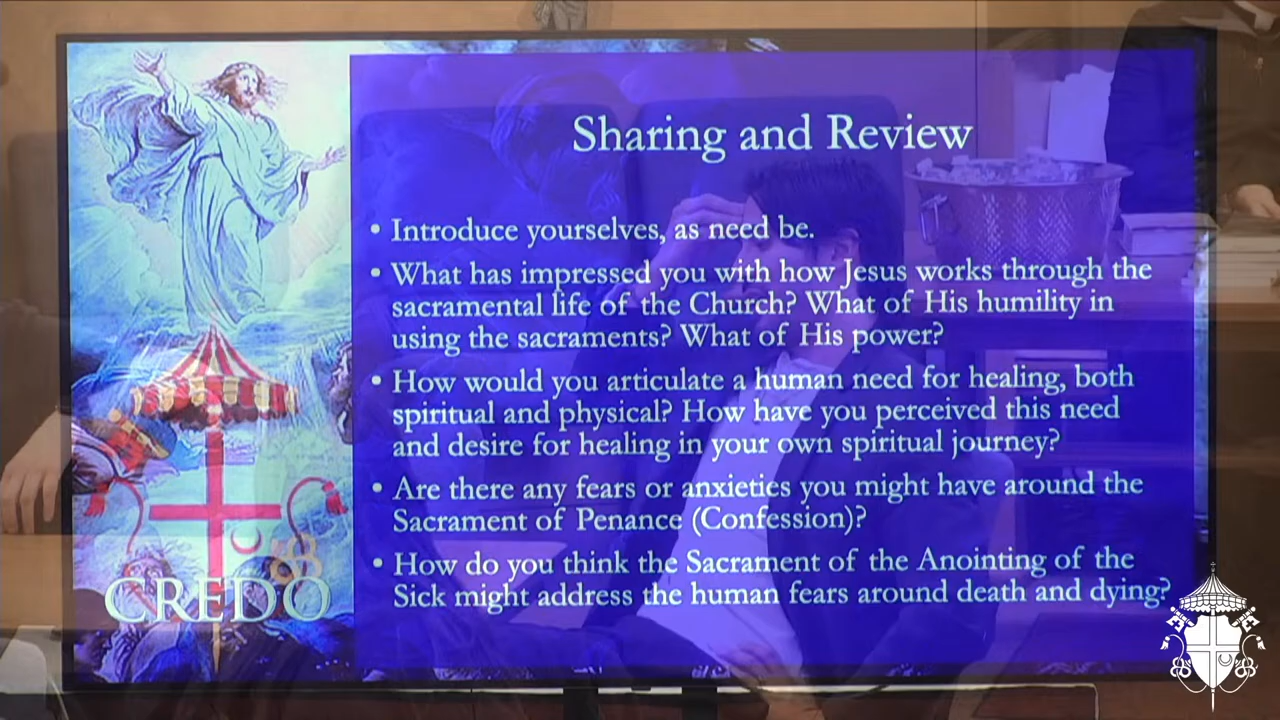 Sharing and Review
• Introduce yourselves, as need be.
• What has impressed you with how Jesus works through the
sacramental life of the Church? What of His humility in
using the sacraments? What of His power?
• How would you articulate a human need for healing, both
spiritual and physical? How have you perceived this need
and desire for healing in your own spiritual journey?
• Are there any fears or anxieties you might have around the
Sacrament of Penance (Confession)?
• How do you think the Sacrament of the Anointing of the
Sick might address the human fears around death and dying?
CREDO